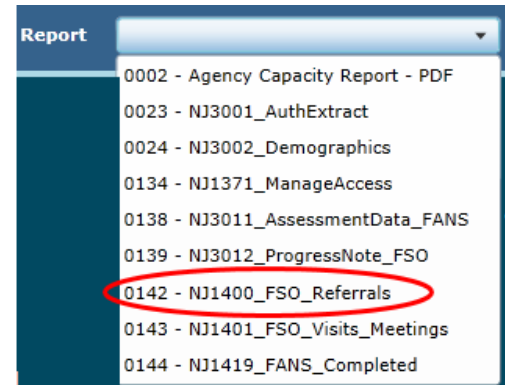 Report
0002 - Agency Capacity Report - PDF
0023 - NJ3001_AuthExtract
0024 - NJ3002_Demographics
0134 - NJ1371_ManageAccess
0138 - NJ3011_AssessmentData_FANS
0139 - NJ3012_ProgressNote_FSO
0142 - NJ1400_FSO_Referrals
0143 - NJ1401_FSO_Visits_Meetings
0144 - NJ1419_FANS_Completed